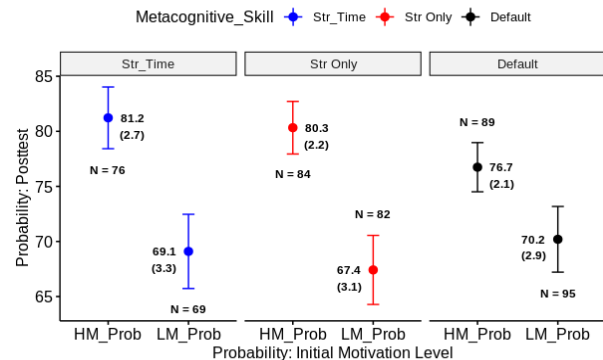 Metacognitive_Skill Str_Time Str Only Default
Str_Time Str Only Default
Probability: Posttest
85
80
75
70
65
81.2
(2.7)
N = 76
69.1
(3.3)
N = 69
80.3
(2.2)
N = 84
N = 82
67.4
(3.1)
N = 89
76.7
(2.1)
70.2
(2.9)
N = 95
HM_Prob LM_Prob HM_Prob LM_Prob HM_Prob LM_Prob
Probability: Initial Motivation Level